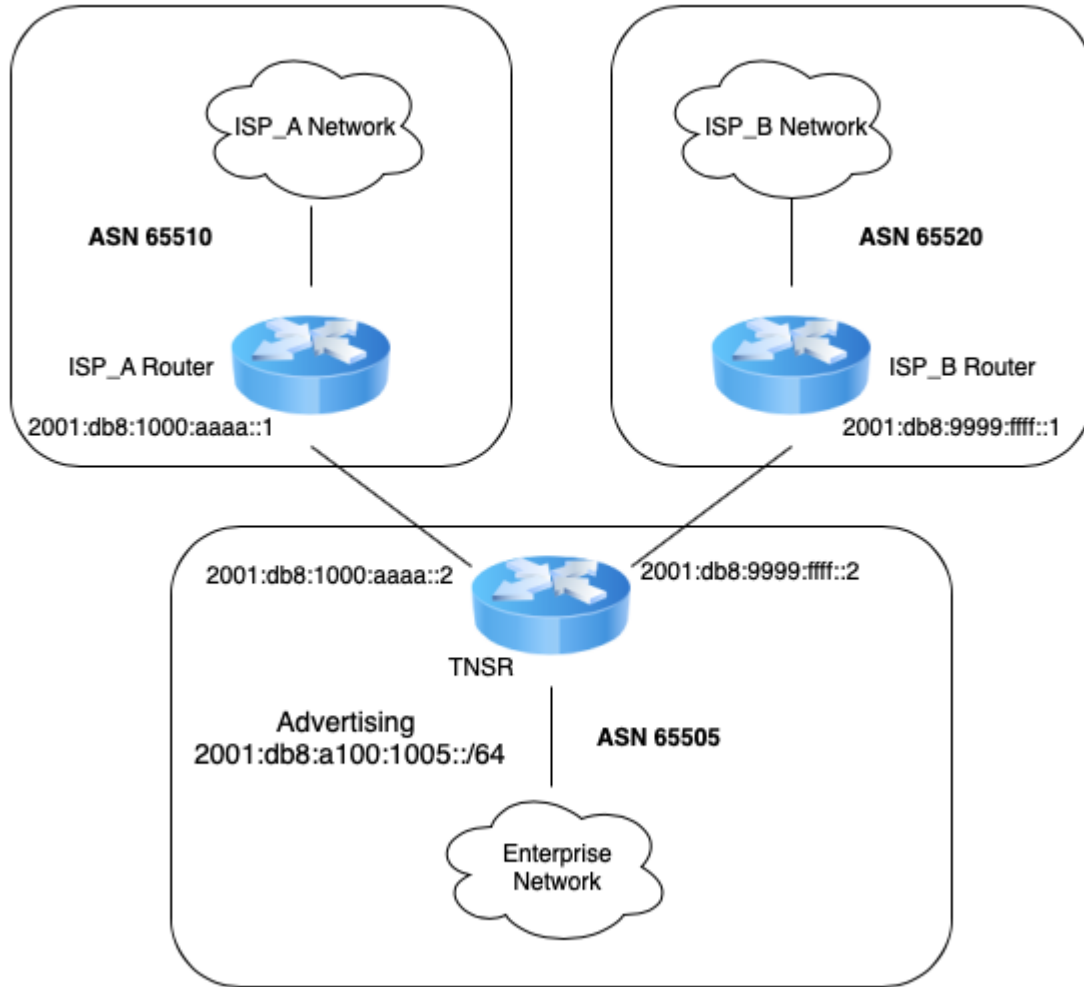 ISP_A Network
ISP_B Network
ASN 65510
ASN 65520
ISP_A Router
ISP_B Router
2001:db8:1000:aaaa::1
2001:db8:9999:ffff::1
2001:db8:1000:aaaa::2
2001:db8:9999:ffff::2
TNSR
Advertising
2001:db8:a100:1005::/64
ASN 65505
Enterprise
Network